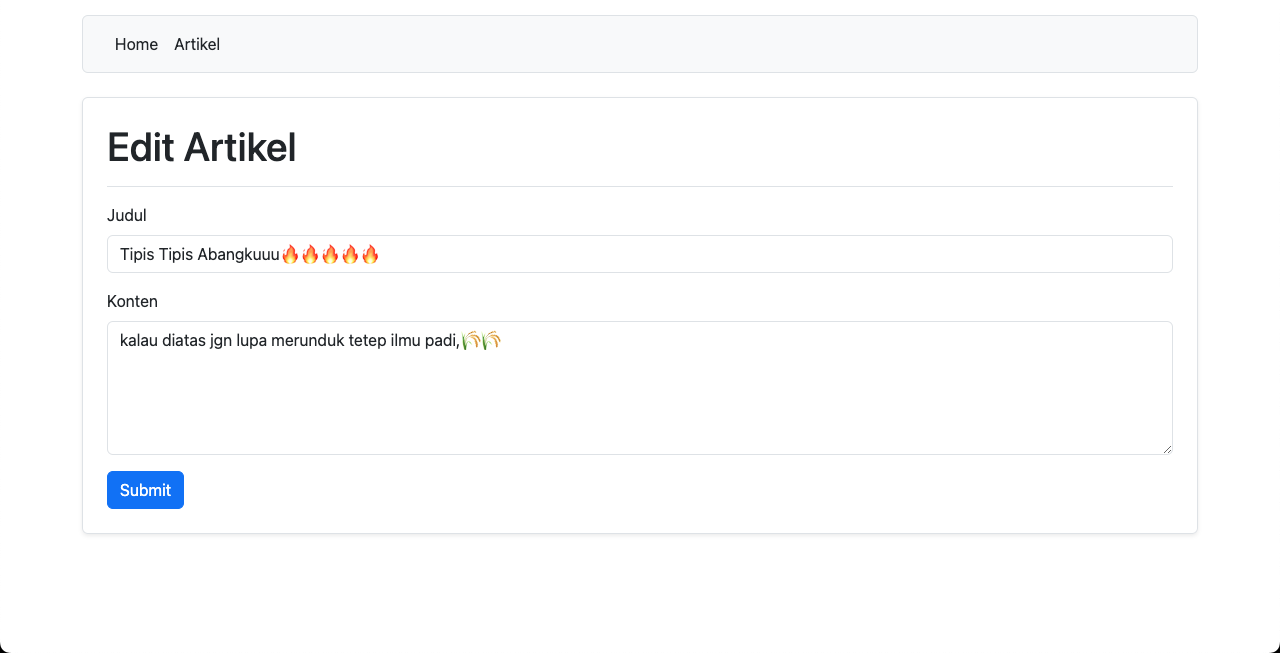 Home Artikel
Edit Artikel
Judul
Tipis Tipis Abangkuuu🔥🔥🔥🔥🔥
Konten
kalau diatas jgn lupa merunduk tetep ilmu padi,🌾🌾
Submit